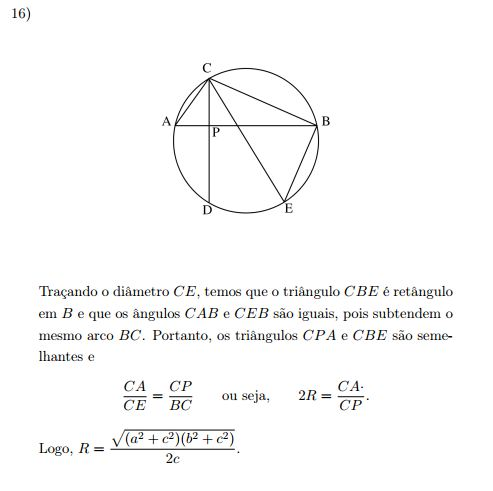 16)
C
A
B
P
D
E
Traçando o diâmetro CE, temos que o triângulo CBE é retângulo
em B e que os ângulos CAB e CEB são iguais, pois subtendem o
mesmo arco BC. Portanto, os triângulos CPA e CBE são seme-
lhantes e
CA/CE = CP/BC ou seja, 2R = CA·/CP.
Logo, R = √((a² + c²)(b² + c²))/2c.